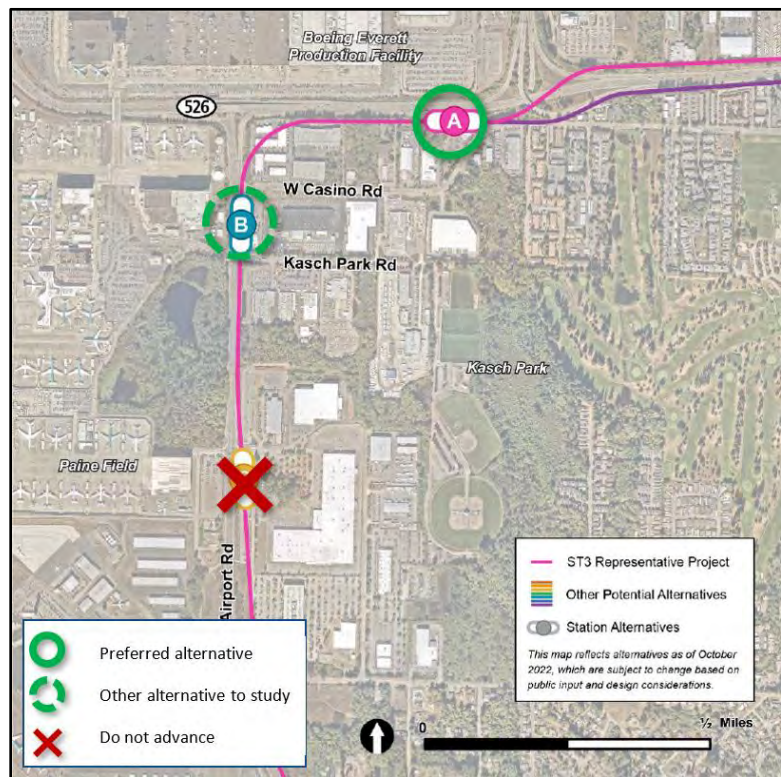 Boeing Everett
Production Facility
526
A
W Casino Rd
B
Kasch Park Rd
Kasch Park
Paine Field
Airport Rd
ST3 Representative Project
Other Potential Alternatives
Station Alternatives
This map reflects alternatives as of October
2022, which are subject to change based on
public input and design considerations.
Preferred alternative
Other alternative to study
Do not advance
0
½ Miles